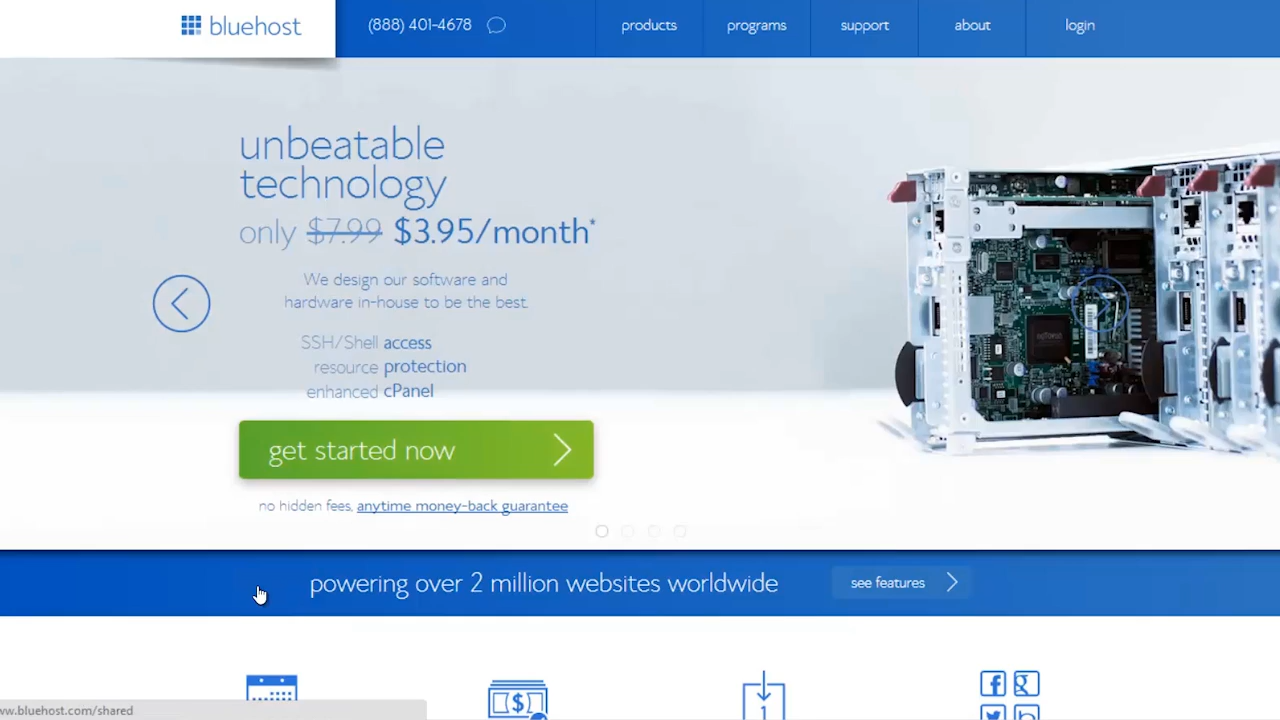 bluehost
(888) 401-4678
products
programs
support
about
login
unbeatable
technology
only $7.99 $3.95/month*
We design our software and
hardware in-house to be the best.
SSH/Shell access
resource protection
enhanced cPanel
get started now
no hidden fees, anytime money-back guarantee
powering over 2 million websites worldwide
see features
$
1
ww.bluehost.com/shared